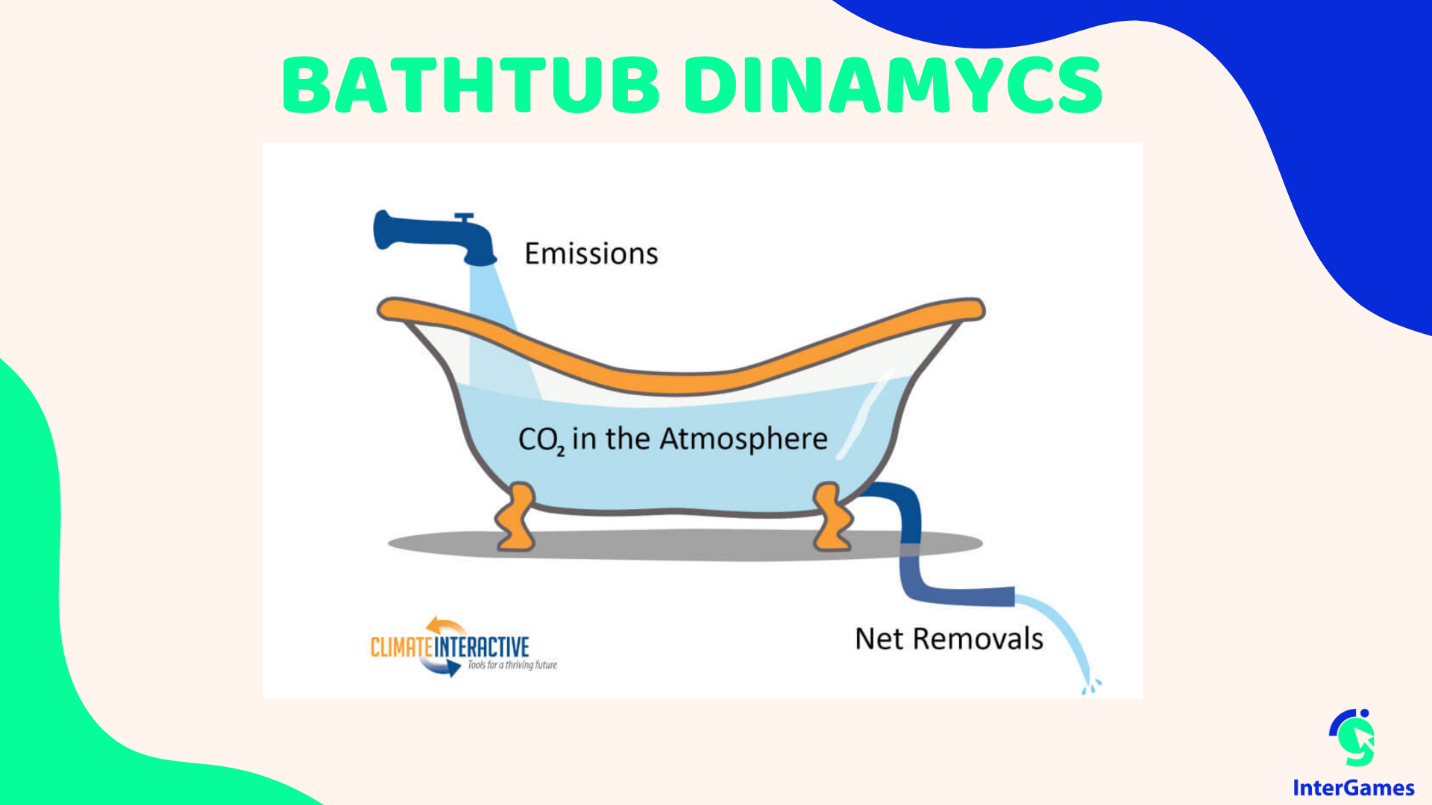 BATHTUB DINAMYCS
Emissions
CO₂ in the Atmosphere
Net Removals
CLIMATEINTERACTIVE
Tools for a thriving future
InterGames